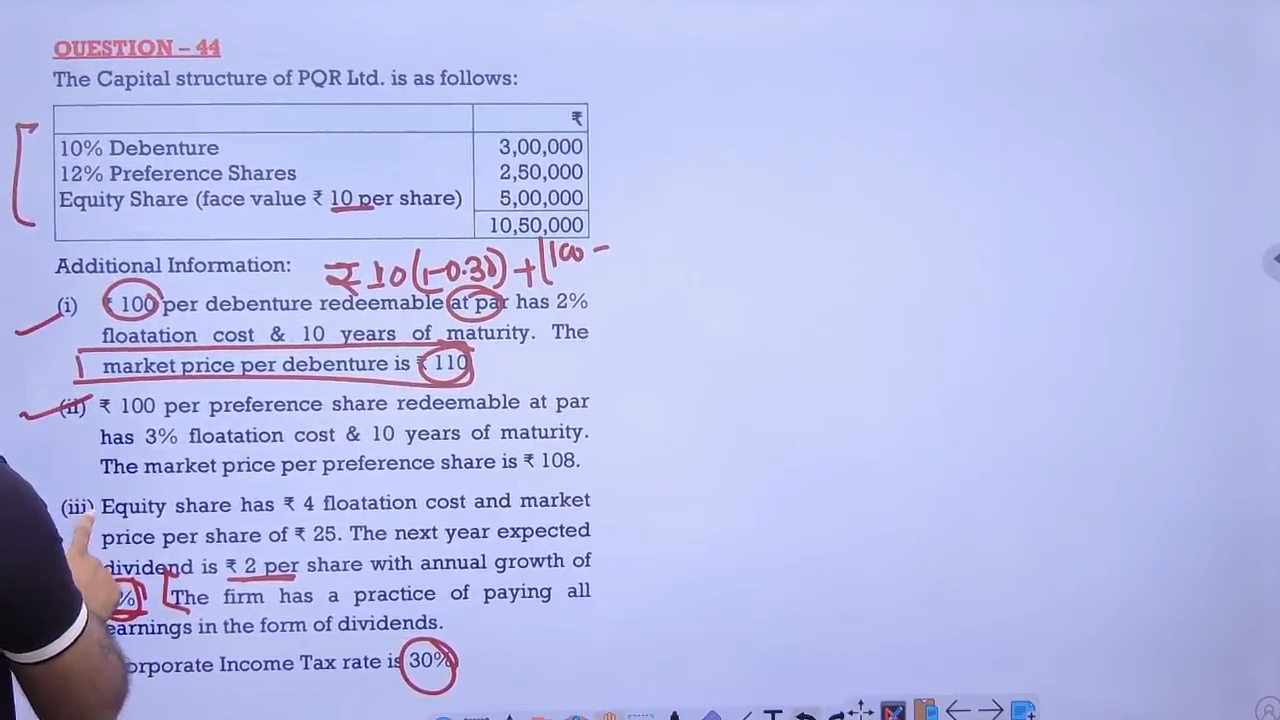 QUESTION – 44
The Capital structure of PQR Ltd. is as follows:
₹
10% Debenture 3,00,000
12% Preference Shares 2,50,000
Equity Share (face value ₹ 10 per share) 5,00,000
10,50,000
Additional Information: ₹10(1-0.30)+(100-
(i) ₹ 100 per debenture redeemable at par has 2%
floatation cost & 10 years of maturity. The
market price per debenture is ₹ 110
(ii) ₹ 100 per preference share redeemable at par
has 3% floatation cost & 10 years of maturity.
The market price per preference share is ₹ 108.
(iii) Equity share has ₹ 4 floatation cost and market
price per share of ₹ 25. The next year expected
dividend is ₹ 2 per share with annual growth of
%. The firm has a practice of paying all
earnings in the form of dividends.
orporate Income Tax rate is 30%